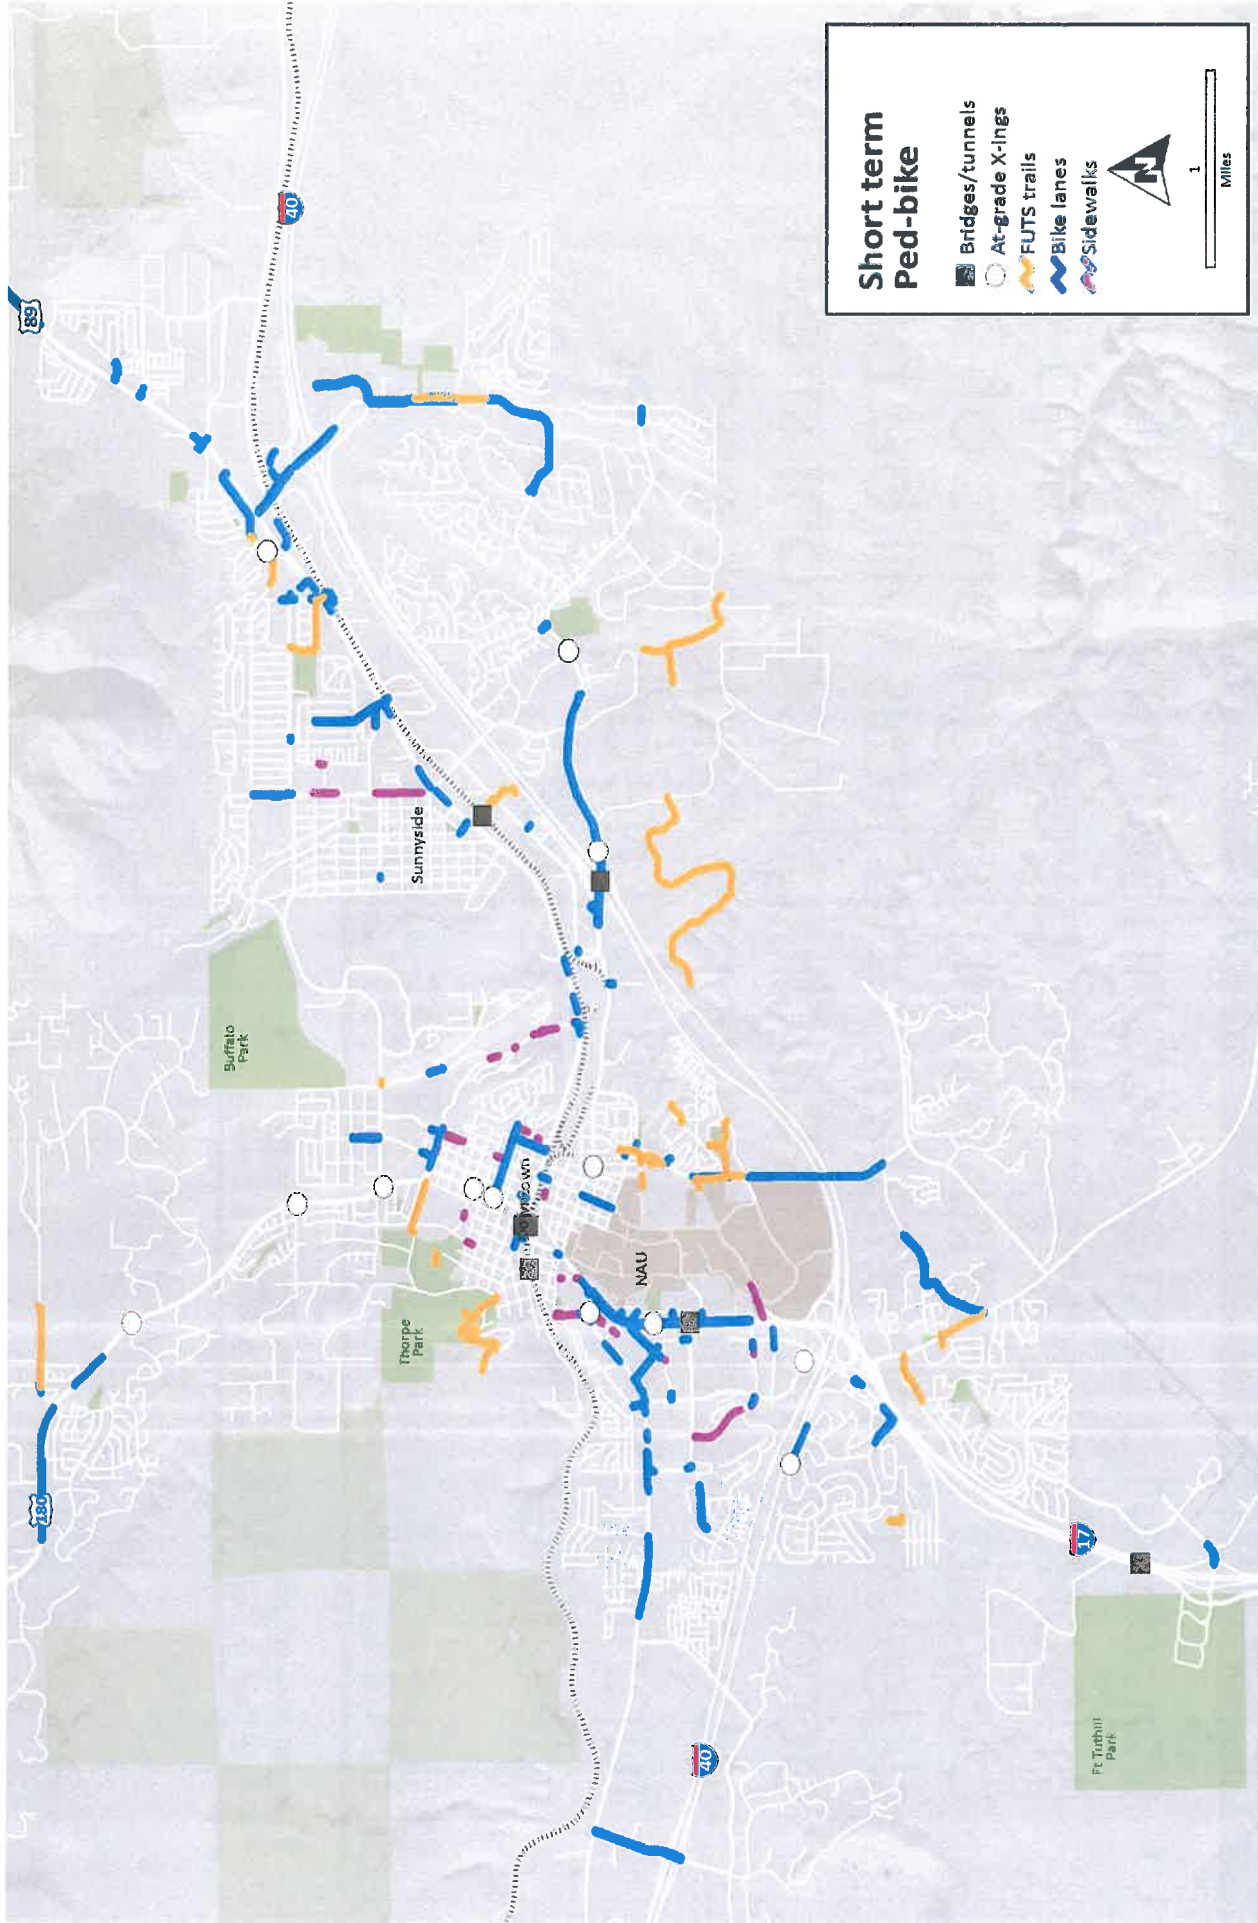 Short term
Ped-bike
Bridges/tunnels
At-grade X-ings
FUTS trails
Bike lanes
Sidewalks
N
1
Miles
89
40
Sunnyside
Buffalo
Park
Downtown
Thorpe
Park
NAU
180
17
40
Ft Tuthill
Park